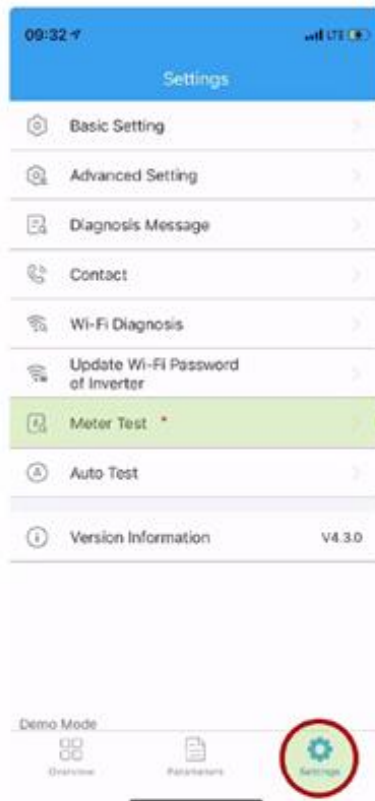 09:32
LTE
Settings
Basic Setting
Advanced Setting
Diagnosis Message
Contact
Wi-Fi Diagnosis
Update Wi-Fi Password
of Inverter
Meter Test *
Auto Test
Version Information V4.3.0
Demo Mode
Overview Parameters Settings